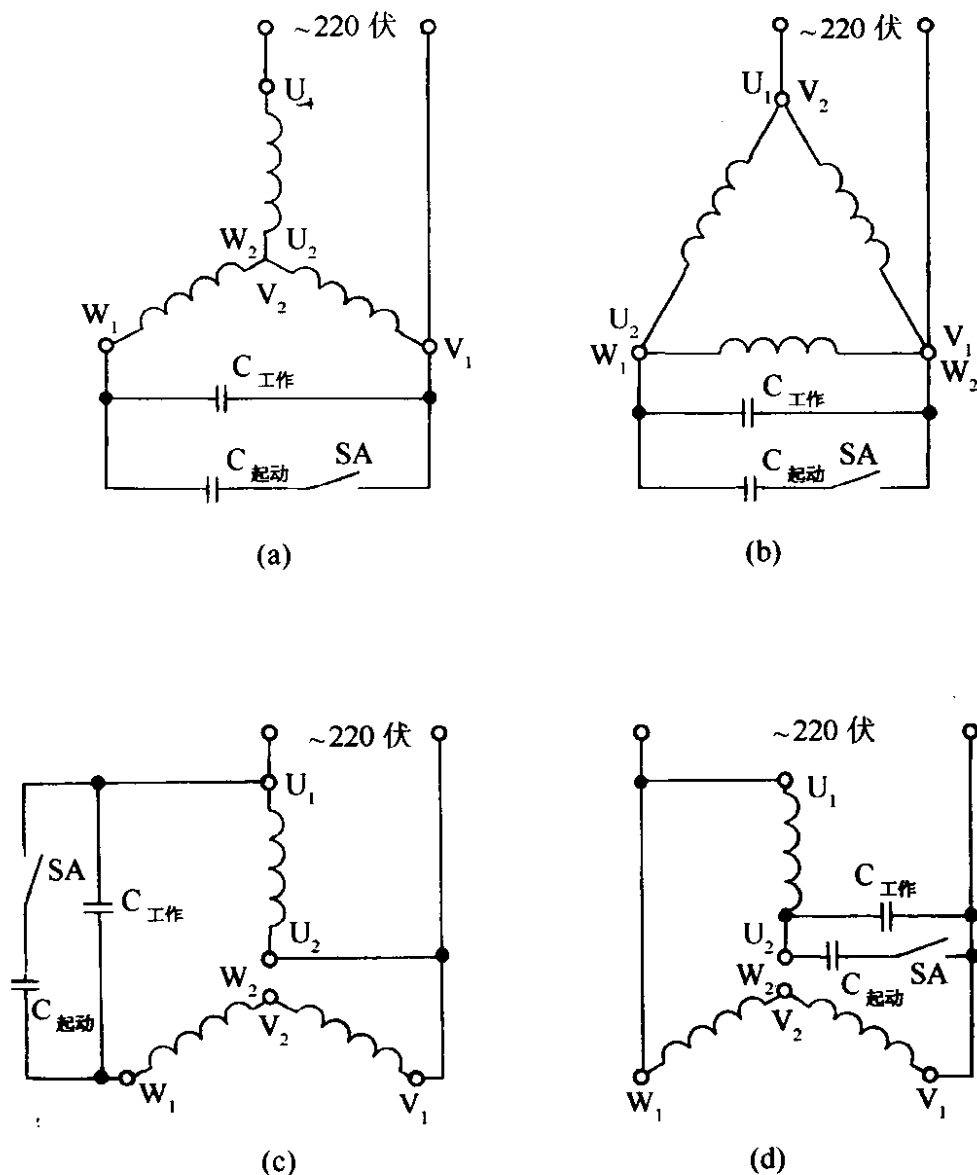 ~220 伏
U₁
W₂ U₂
V₂
W₁
V₁
C 工作
C 起动 SA
(a)
~220 伏
U₁ V₂
U₂
W₁
V₁
W₂
C 工作
C 起动 SA
(b)
~220 伏
U₁
SA
C 工作
U₂
W₂
C 起动
V₂
W₁
V₁
(c)
~220 伏
U₁
C 工作
U₂
SA
W₂
C 起动
V₂
W₁
V₁
(d)